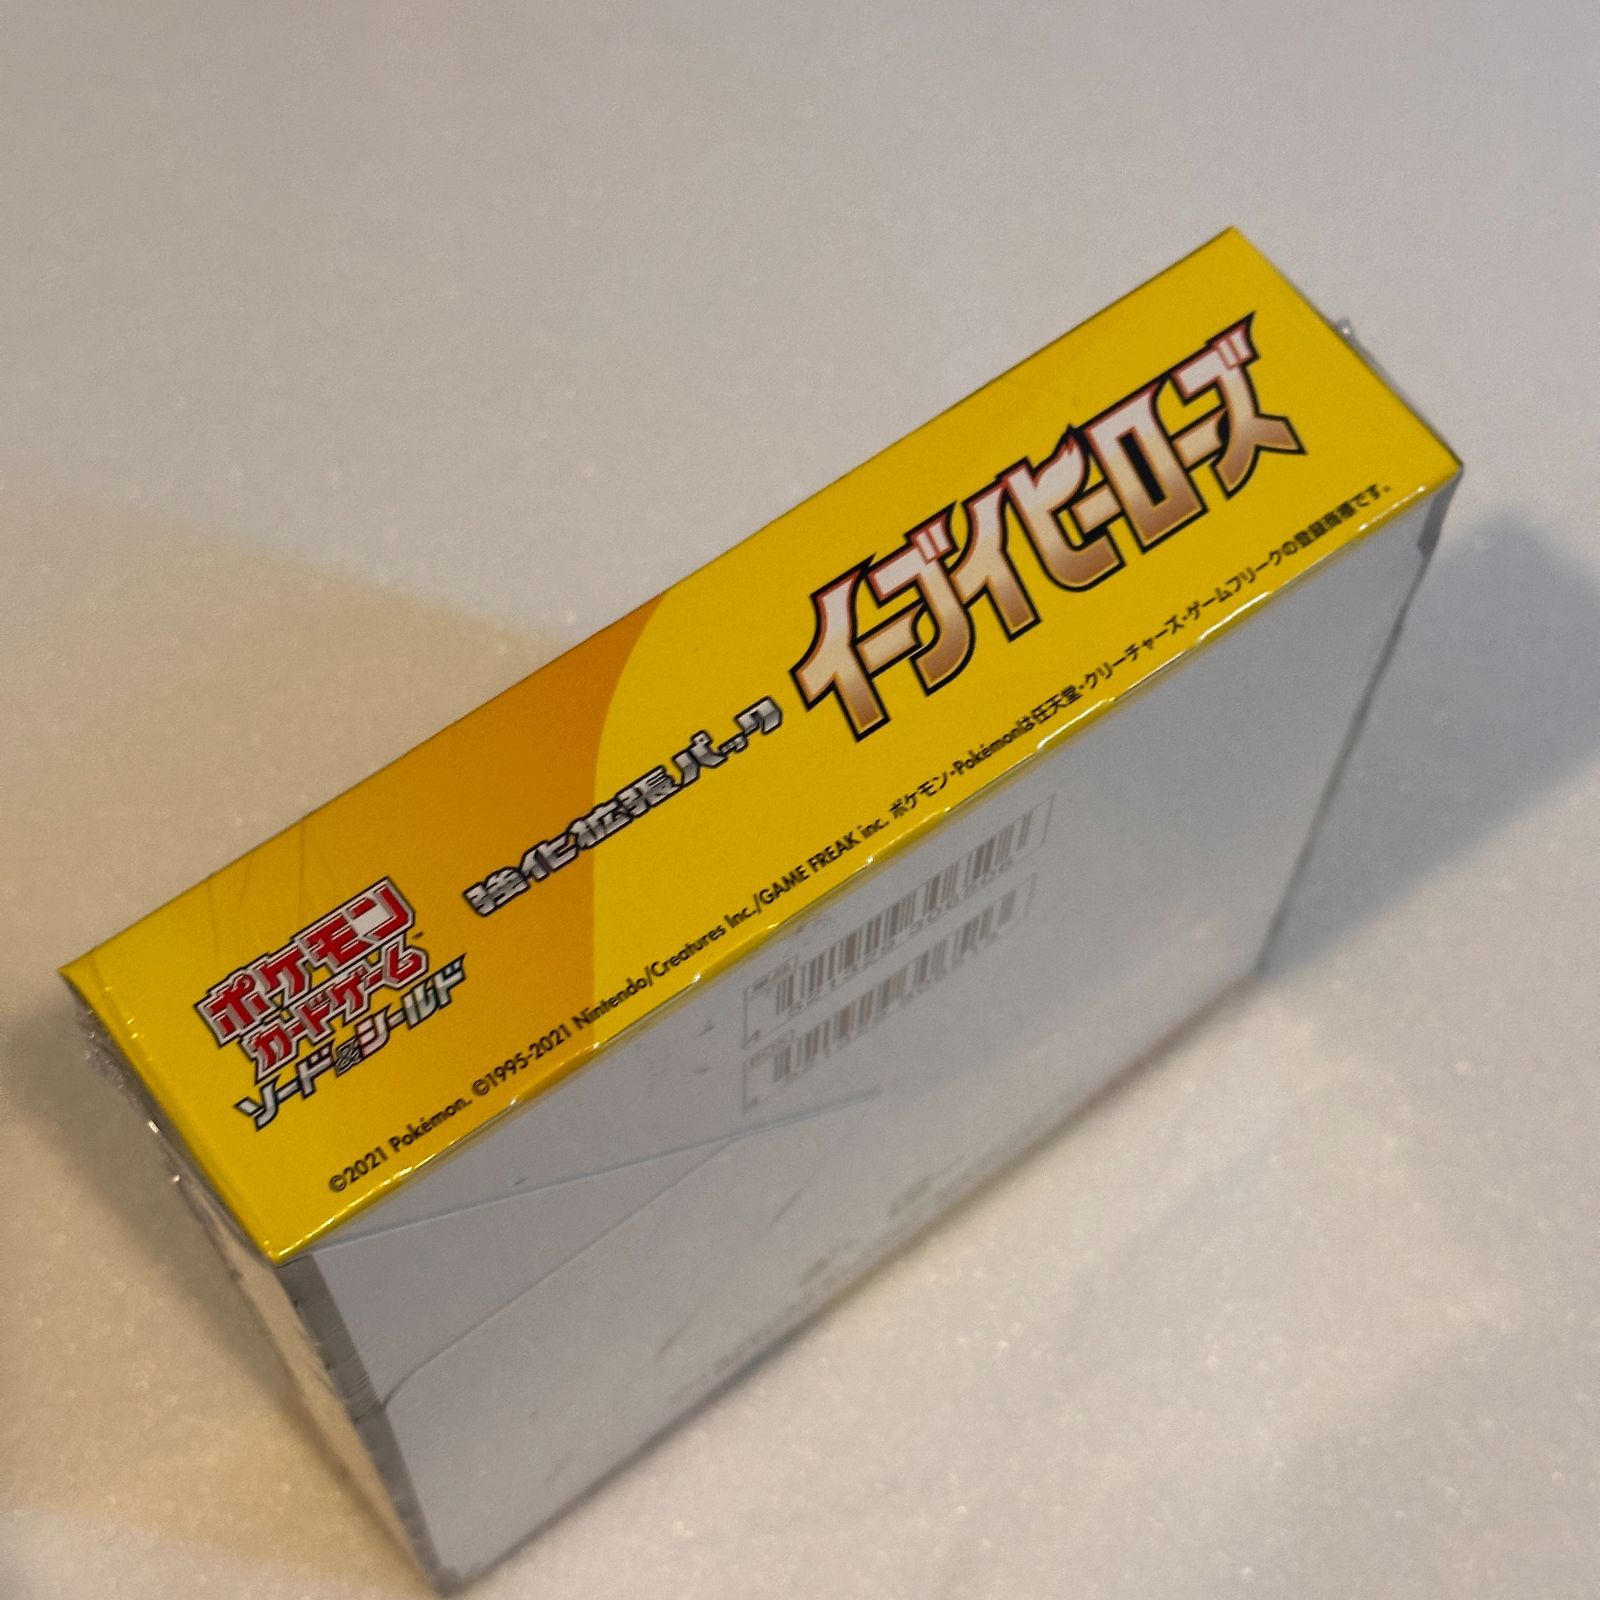 ポケモン
カードゲーム
ソード&シールド
強化拡張パック
イーブイヒーローズ
©2021 Pokémon. ©1995-2021 Nintendo/Creatures Inc./GAME FREAK inc. ポケモン・Pokémonは任天堂・クリーチャーズ・ゲームフリークの登録商標です。